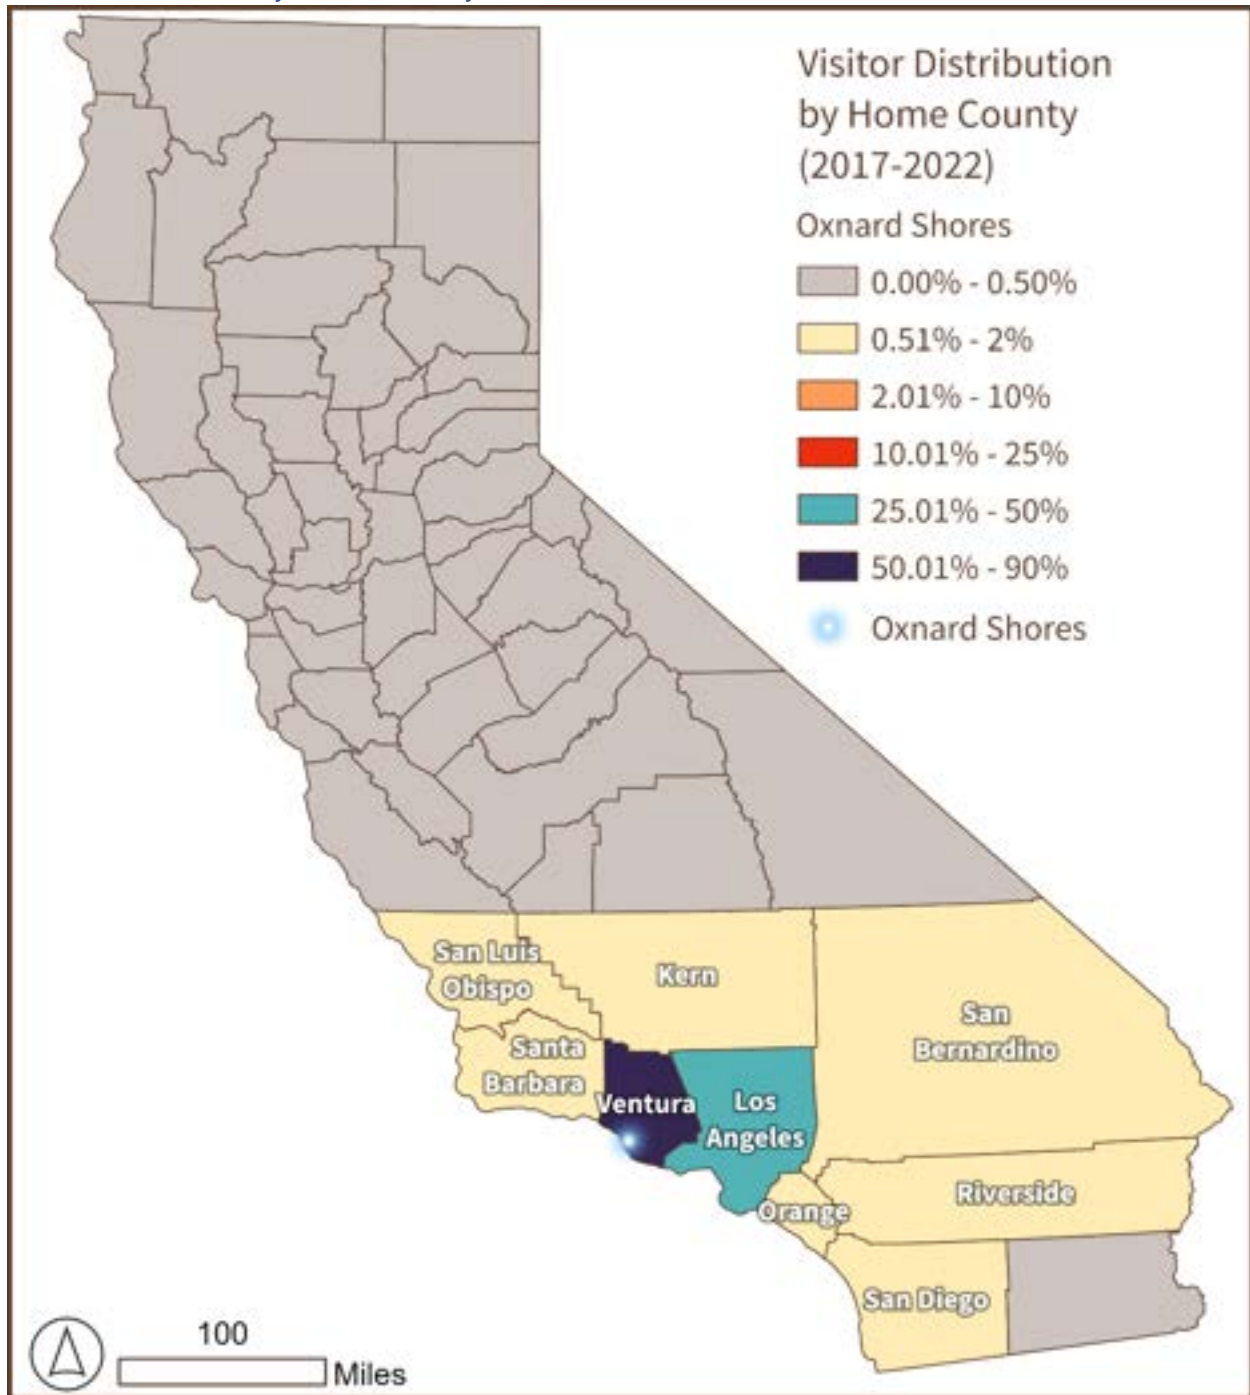 Visitor Distribution
by Home County
(2017-2022)
Oxnard Shores
0.00% - 0.50%
0.51% - 2%
2.01% - 10%
10.01% - 25%
25.01% - 50%
50.01% - 90%
Oxnard Shores
San Luis
Obispo
Kern
San
Bernardino
Santa
Barbara
Ventura
Los
Angeles
Riverside
Orange
San Diego
100
Miles